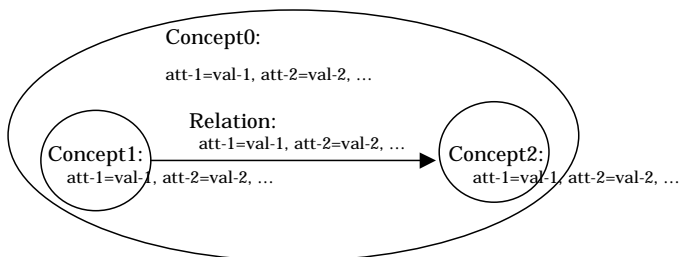 Concept0:
att-1=val-1, att-2=val-2, …
Relation:
att-1=val-1, att-2=val-2, …
Concept1:
att-1=val-1, att-2=val-2, …
Concept2:
att-1=val-1, att-2=val-2, …